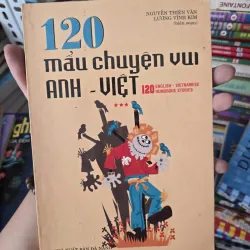 NGUYỄN THIỆN VĂN
LƯƠNG VĨNH KIM
120
mẩu chuyện vui
ANH - VIỆT
120 ENGLISH - VIETNAMESE
HUMOROUS STORIES